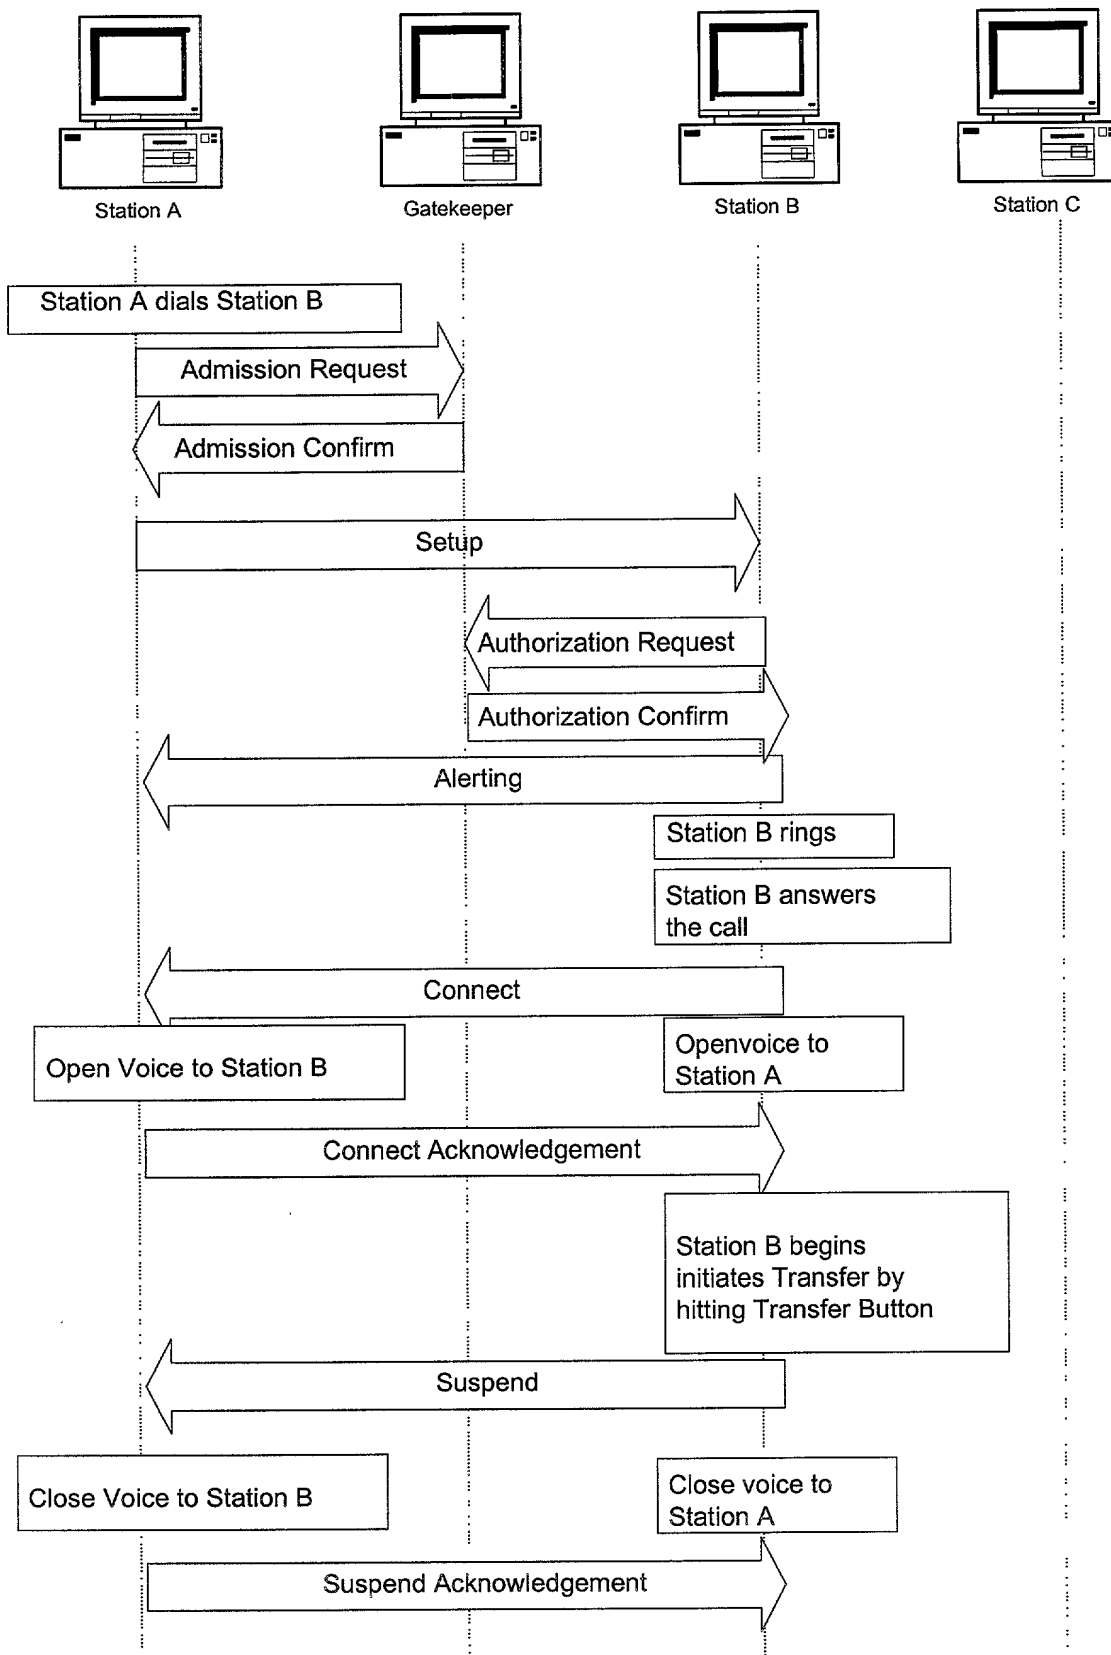 Station A
Gatekeeper
Station B
Station C
Station A dials Station B
Admission Request
Admission Confirm
Setup
Authorization Request
Authorization Confirm
Alerting
Station B rings
Station B answers
the call
Connect
Open Voice to Station B
Openvoice to
Station A
Connect Acknowledgement
Station B begins
initiates Transfer by
hitting Transfer Button
Suspend
Close Voice to Station B
Close voice to
Station A
Suspend Acknowledgement